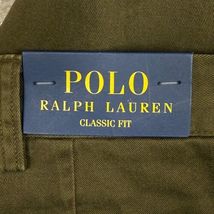 POLO
RALPH LAUREN
CLASSIC FIT